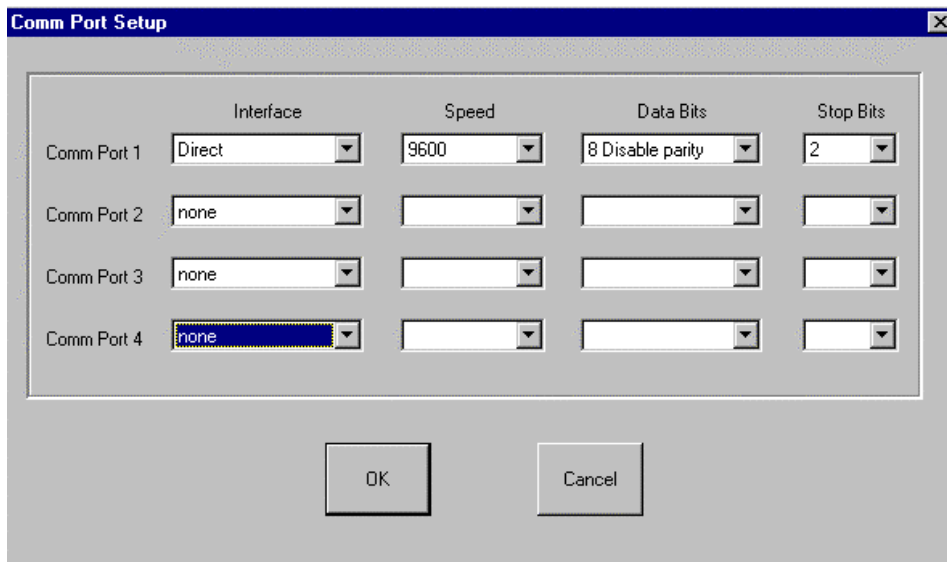 Comm Port Setup
Interface Speed Data Bits Stop Bits
Comm Port 1 Direct 9600 8 Disable parity 2
Comm Port 2 none
Comm Port 3 none
Comm Port 4 none
OK Cancel